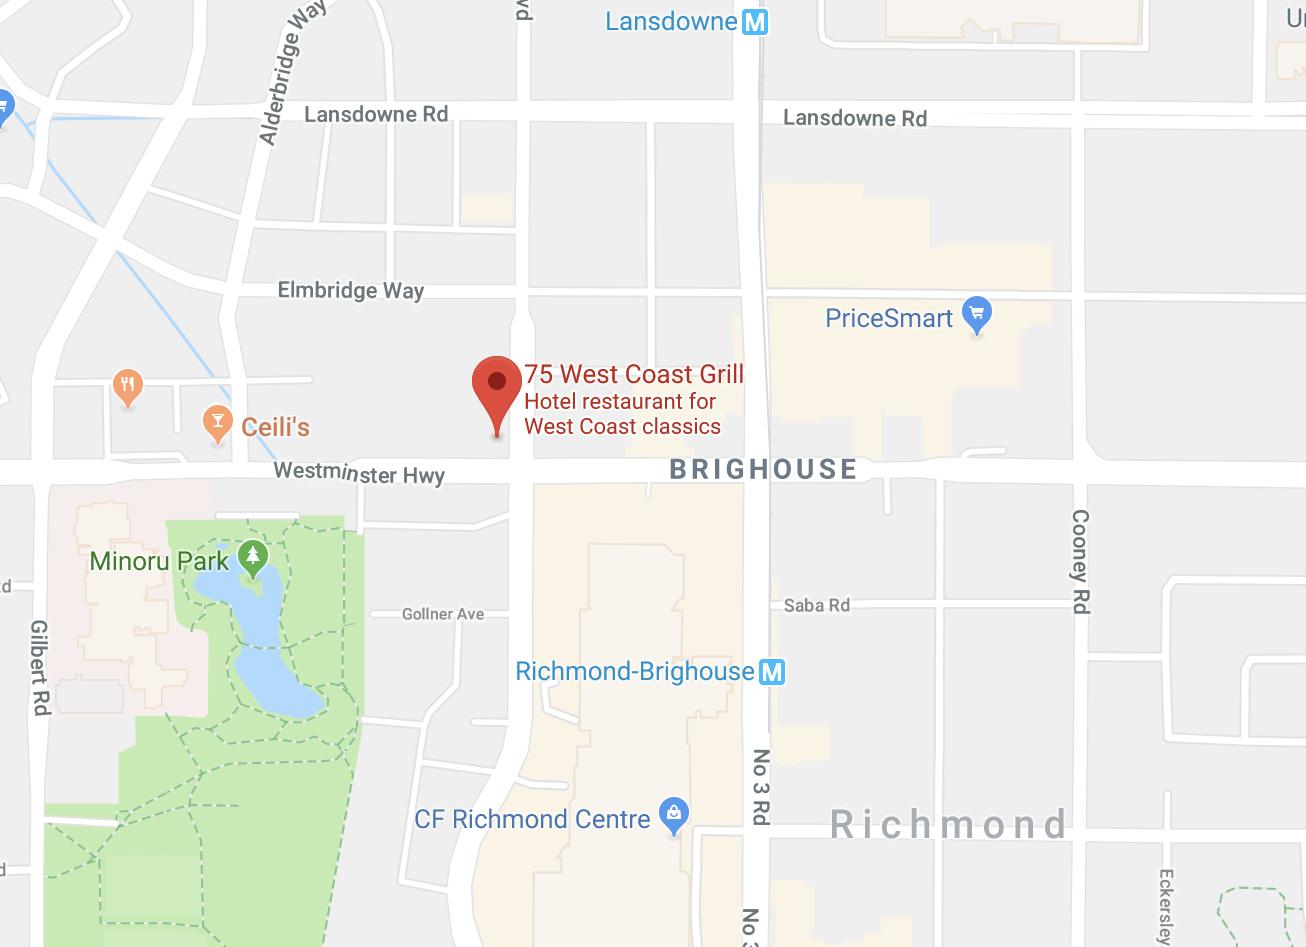 Lansdowne M
Alderbridge Way
Lansdowne Rd
Lansdowne Rd
Elmbridge Way
PriceSmart
75 West Coast Grill
Hotel restaurant for
West Coast classics
Ceili's
Westminster Hwy
BRIGHOUSE
Minoru Park
Cooney Rd
Gollner Ave
Saba Rd
Gilbert Rd
Richmond-Brighouse M
No 3 Rd
CF Richmond Centre
Richmond
Eckersley
No 3